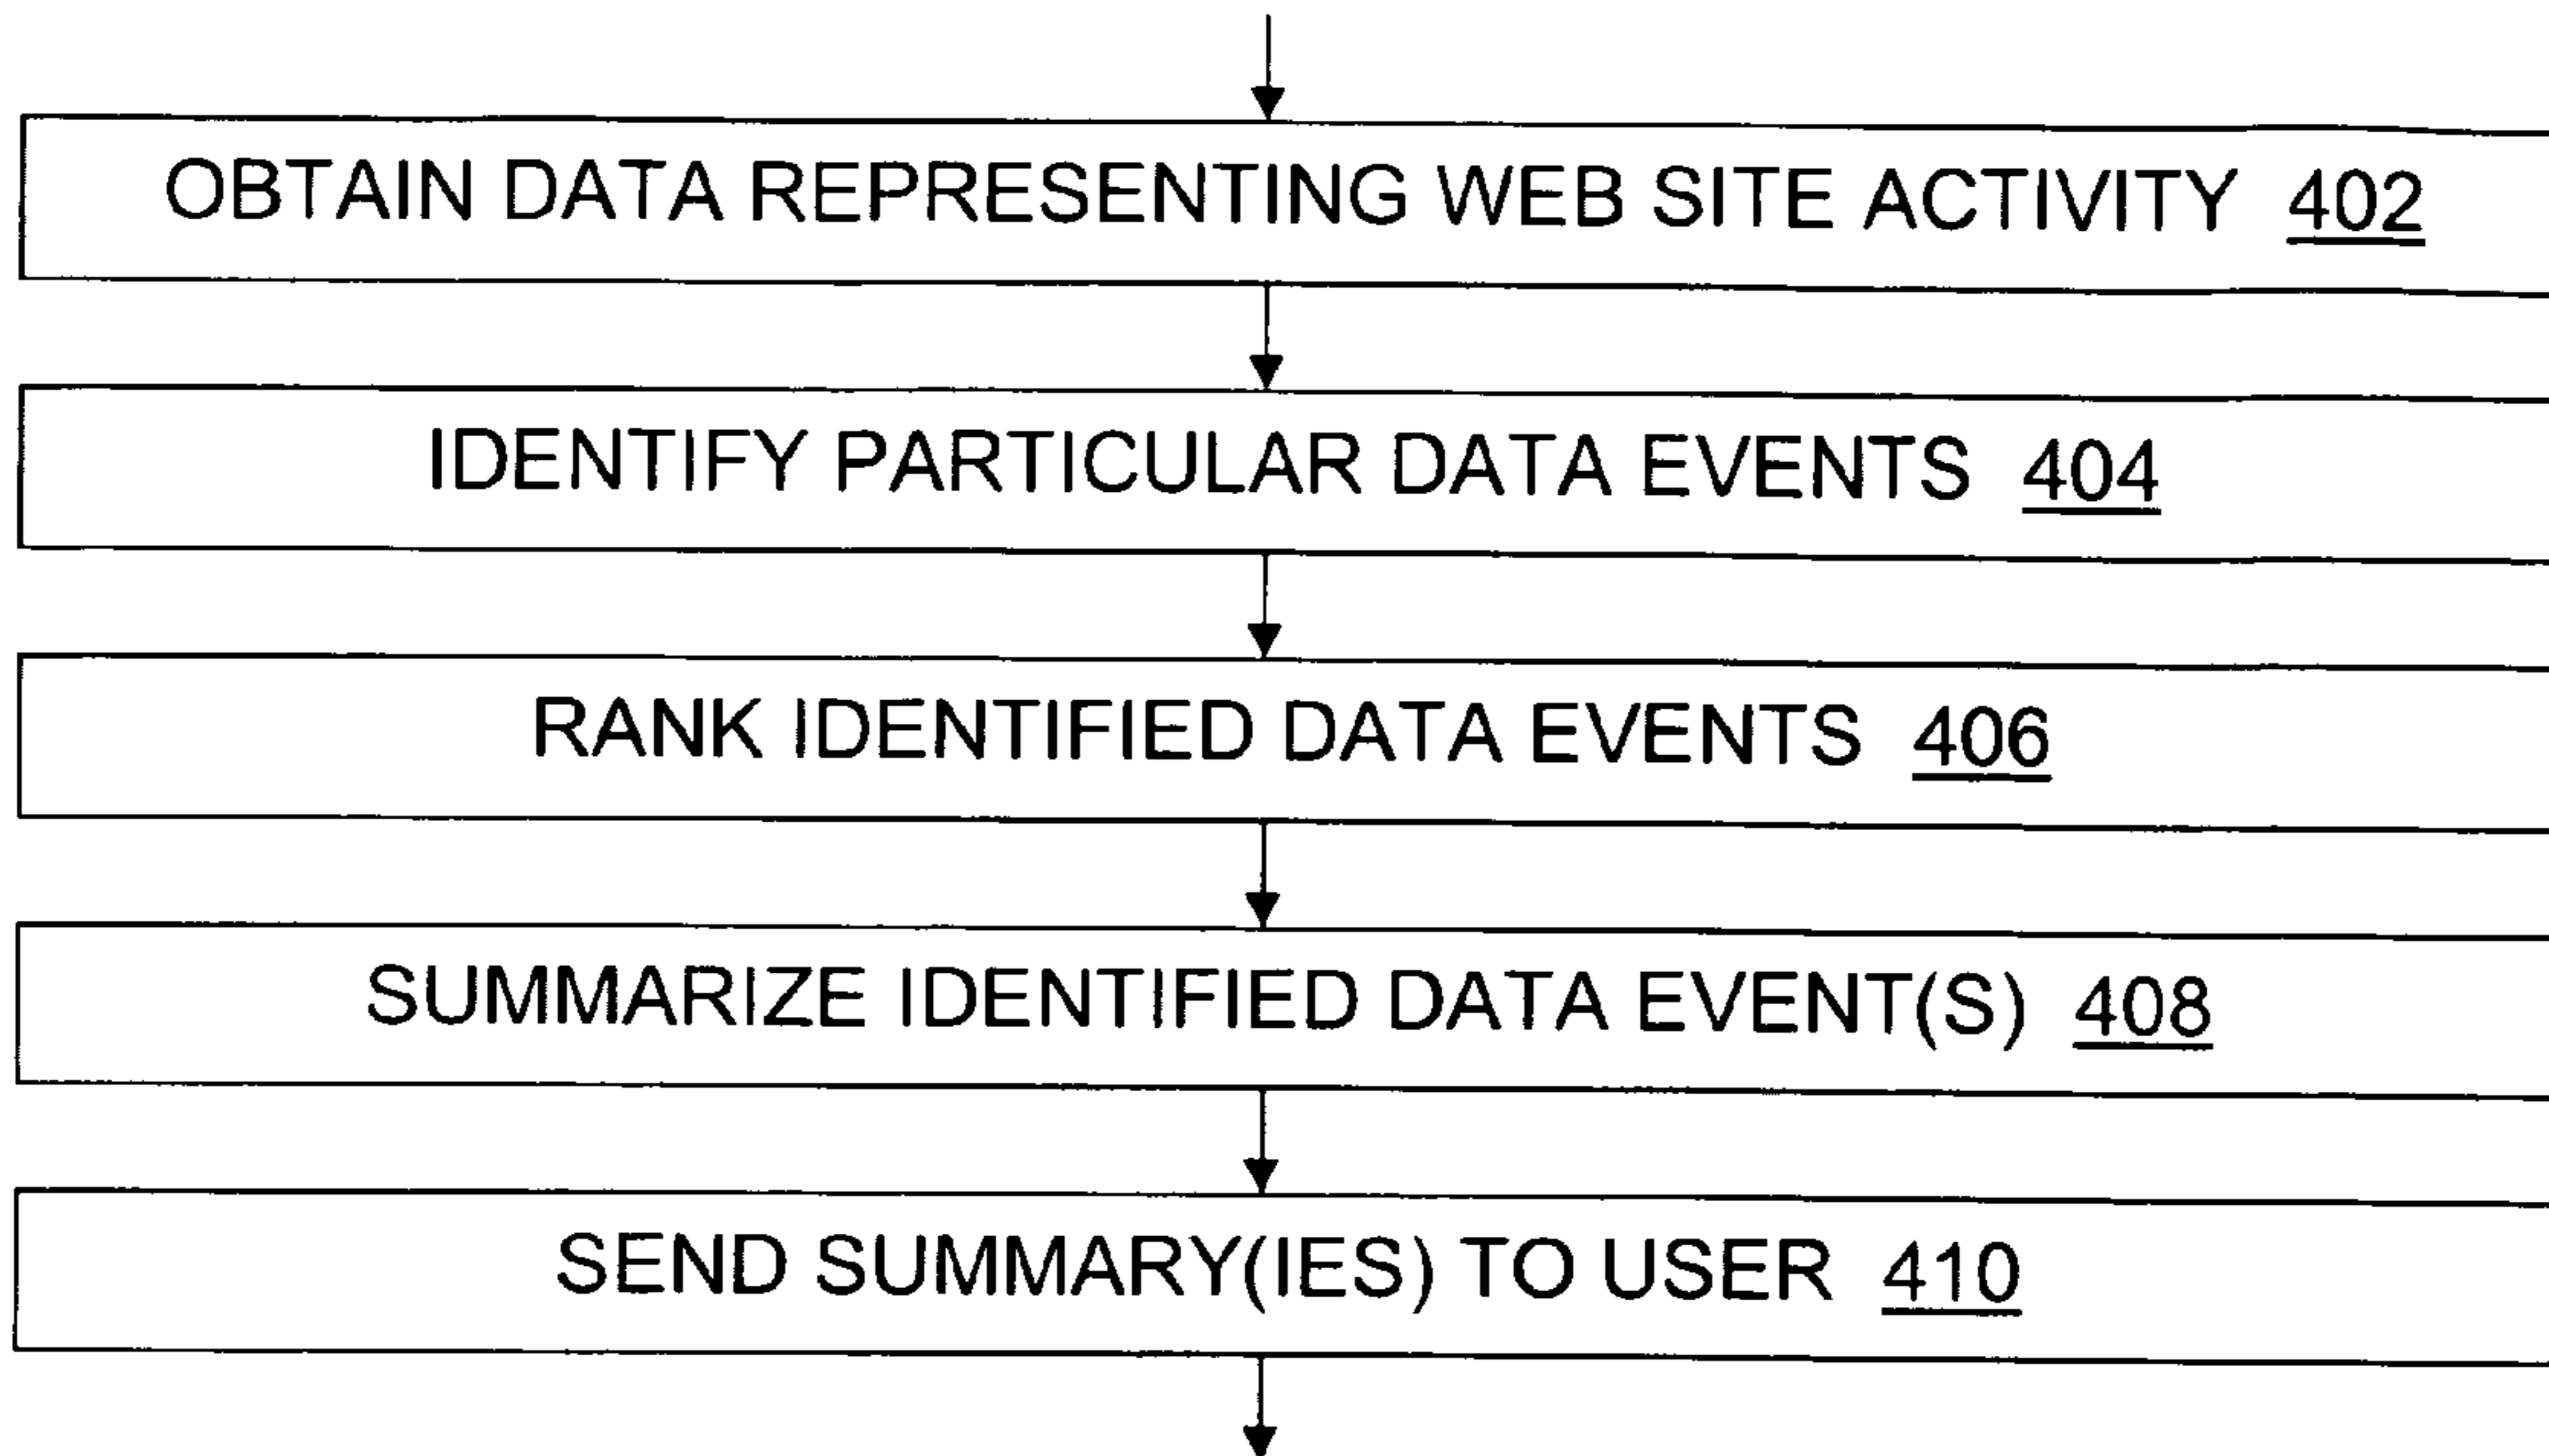 OBTAIN DATA REPRESENTING WEB SITE ACTIVITY 402
IDENTIFY PARTICULAR DATA EVENTS 404
RANK IDENTIFIED DATA EVENTS 406
SUMMARIZE IDENTIFIED DATA EVENT(S) 408
SEND SUMMARY(IES) TO USER 410